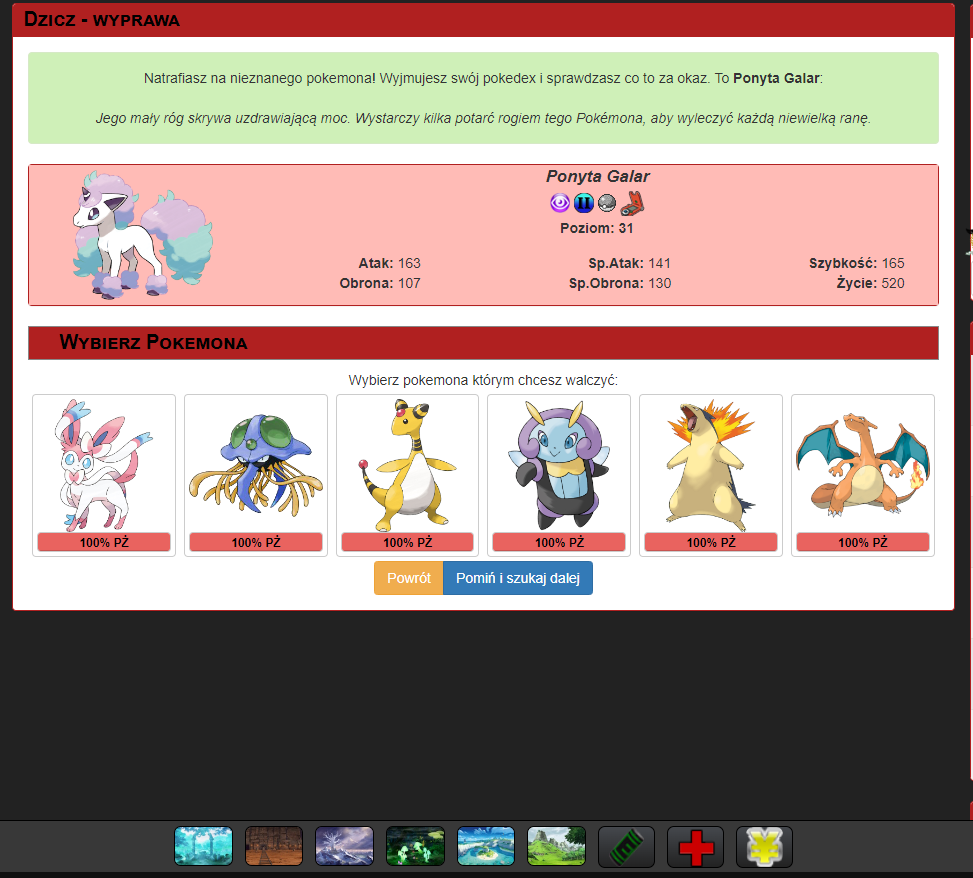 Dzicz - wyprawa
Natrafiasz na nieznanego pokemona! Wyjmujesz swój pokedex i sprawdzasz co to za okaz. To Ponyta Galar:
Jego mały róg skrywa uzdrawiającą moc. Wystarczy kilka potarć rogiem tego Pokémona, aby wyleczyć każdą niewielką ranę.
Ponyta Galar
II
Poziom: 31
Atak: 163 Sp.Atak: 141 Szybkość: 165
Obrona: 107 Sp.Obrona: 130 Życie: 520
Wybierz Pokemona
Wybierz pokemona którym chcesz walczyć:
100% PŻ 100% PŻ 100% PŻ 100% PŻ 100% PŻ 100% PŻ
Powrót Pomiń i szukaj dalej